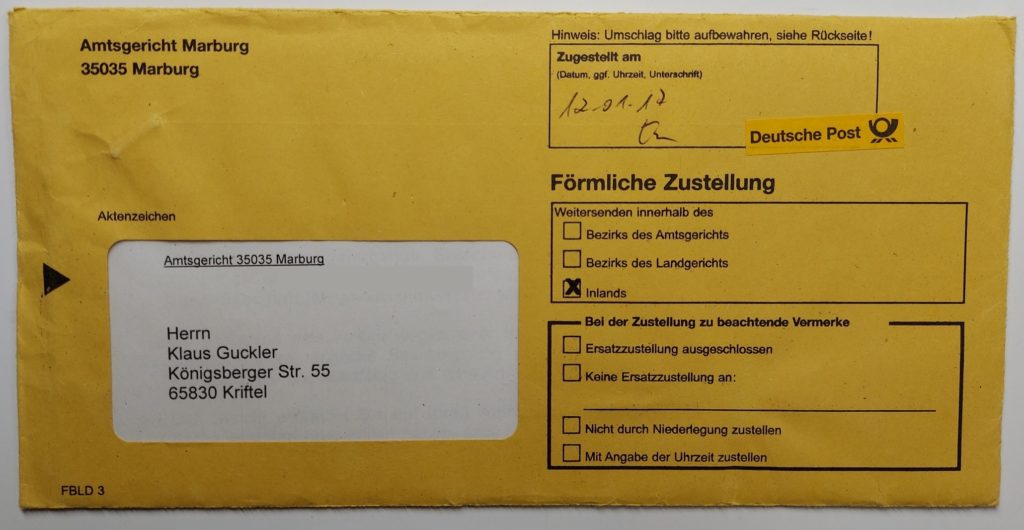 Amtsgericht Marburg
35035 Marburg
Hinweis: Umschlag bitte aufbewahren, siehe Rückseite!
Zugestellt am
(Datum, ggf. Uhrzeit, Unterschrift)
12.01.17
Deutsche Post
Förmliche Zustellung
Aktenzeichen
Weitersenden innerhalb des
Bezirks des Amtsgerichts
Bezirks des Landgerichts
X Inlands
Amtsgericht 35035 Marburg
Herrn
Klaus Guckler
Königsberger Str. 55
65830 Kriftel
Bei der Zustellung zu beachtende Vermerke
Ersatzzustellung ausgeschlossen
Keine Ersatzzustellung an:
Nicht durch Niederlegung zustellen
Mit Angabe der Uhrzeit zustellen
FBLD 3